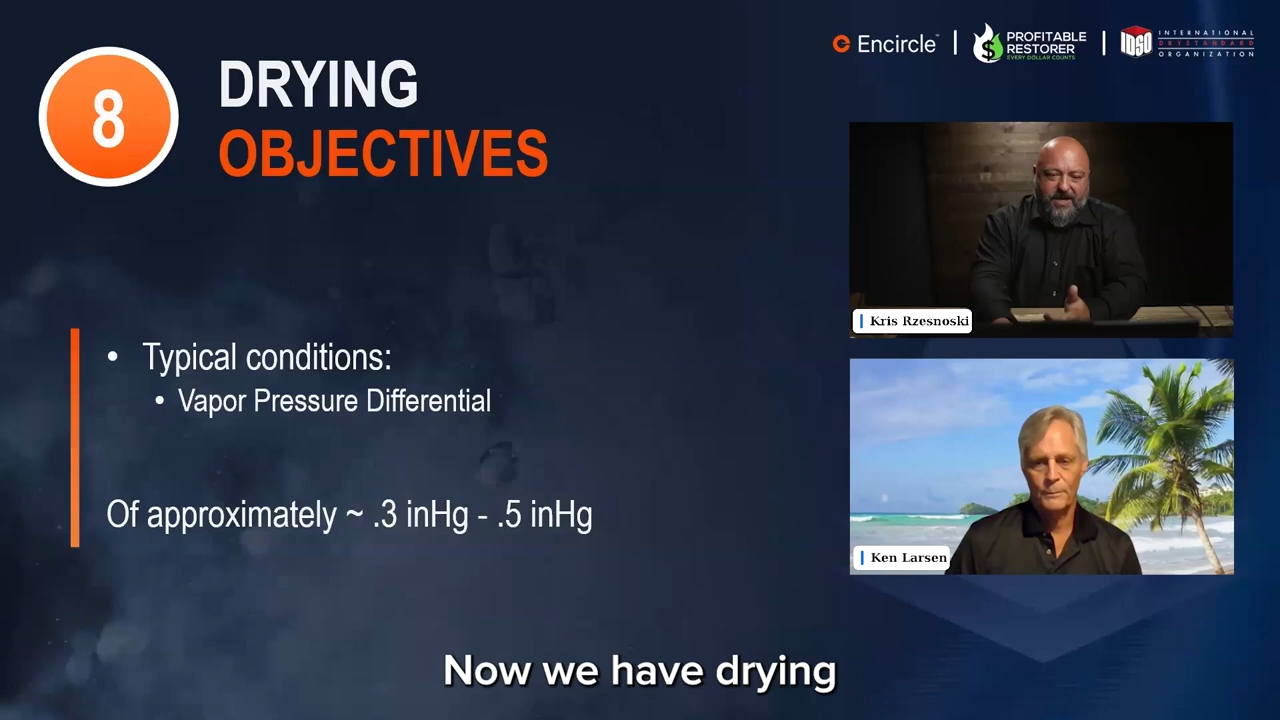 8
DRYING
OBJECTIVES
Encircle
PROFITABLE
RESTORER
EVERY DOLLAR COUNTS
IDSO
INTERNATIONAL
DRYSTANDARD
ORGANIZATION
Kris Rzesnoski
• Typical conditions:
• Vapor Pressure Differential
Of approximately ~ .3 inHg - .5 inHg
Ken Larsen
Now we have drying